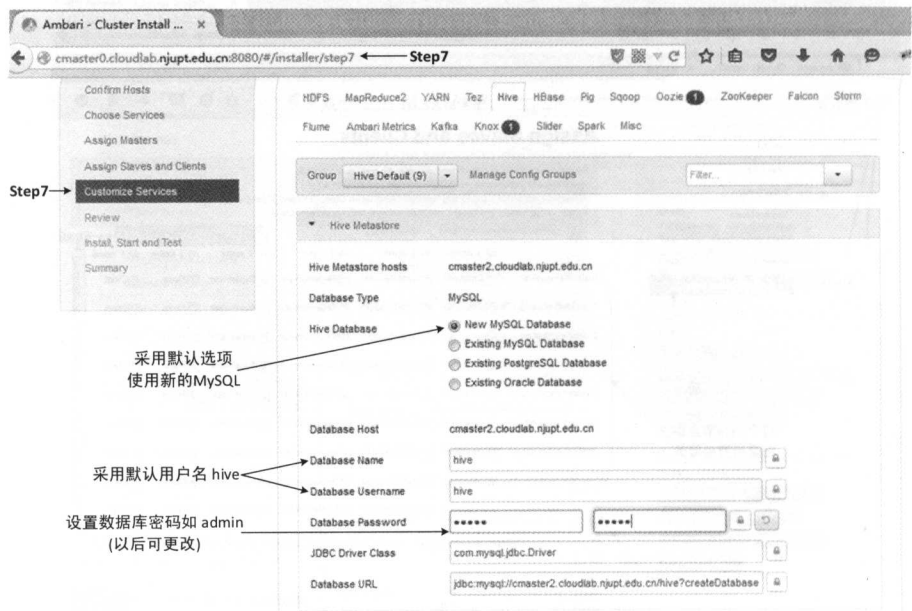 Ambari - Cluster Install ... ×
cmaster0.cloudlab.njupt.edu.cn:8080/#/installer/step7 Step7
Confirm Hosts
Choose Services
Assign Masters
Assign Slaves and Clients
Step7 Customize Services
Review
Install, Start and Test
Summary
HDFS MapReduce2 YARN Tez Hive HBase Pig Sqoop Oozie 1 ZooKeeper Falcon Storm
Flume Ambari Metrics Kafka Knox 1 Slider Spark Misc
Group Hive Default (9) Manage Config Groups Filter...
Hive Metastore
Hive Metastore hosts cmaster2.cloudlab.njupt.edu.cn
Database Type MySQL
Hive Database New MySQL Database
Existing MySQL Database
Existing PostgreSQL Database
Existing Oracle Database
采用默认选项
使用新的MySQL
Database Host cmaster2.cloudlab.njupt.edu.cn
Database Name hive
采用默认用户名 hive
Database Username hive
设置数据库密码如 admin
(以后可更改)
Database Password ••••• •••••
JDBC Driver Class com.mysql.jdbc.Driver
Database URL jdbc:mysql://cmaster2.cloudlab.njupt.edu.cn/hive?createDatabase